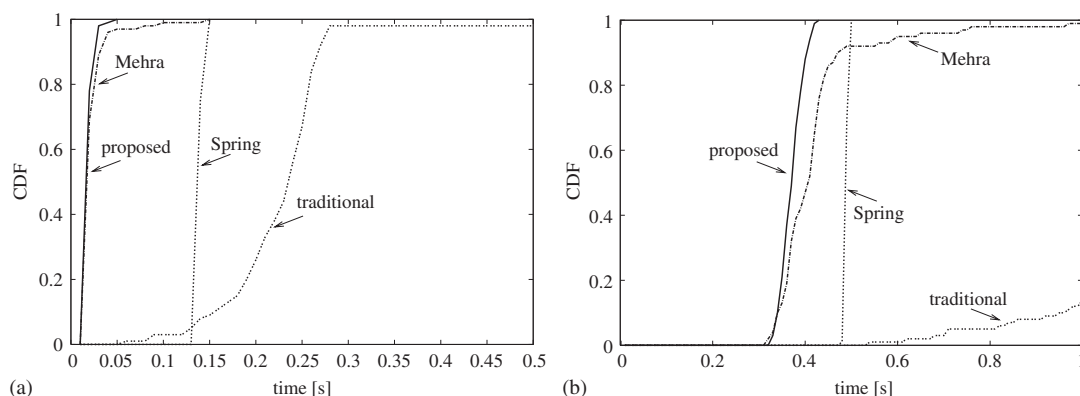 1
0.8
0.6
0.4
0.2
0
CDF
Mehra
proposed
Spring
traditional
0 0.05 0.1 0.15 0.2 0.25 0.3 0.35 0.4 0.45 0.5
time [s]
(a)
1
0.8
0.6
0.4
0.2
0
CDF
Mehra
proposed
Spring
traditional
0 0.2 0.4 0.6 0.8 1
time [s]
(b)